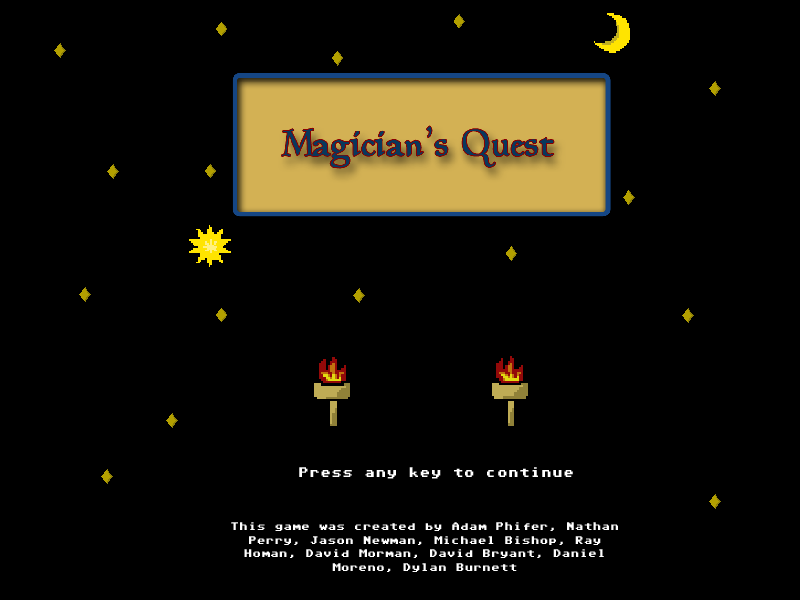 Magician's Quest
Press any key to continue
This game was created by Adam Phifer, Nathan
Perry, Jason Newman, Michael Bishop, Ray
Homan, David Morman, David Bryant, Daniel
Moreno, Dylan Burnett